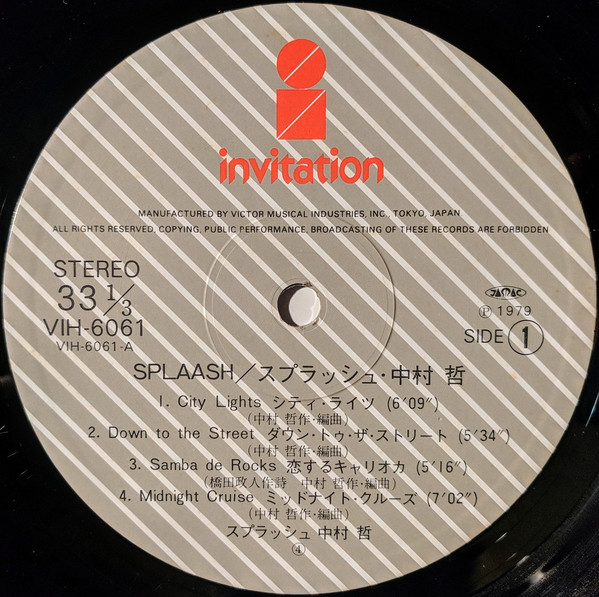 invitation
MANUFACTURED BY VICTOR MUSICAL INDUSTRIES, INC., TOKYO, JAPAN.
ALL RIGHTS RESERVED, COPYING, PUBLIC PERFORMANCE, BROADCASTING OF THESE RECORDS ARE FORBIDDEN
STEREO
33 1/3
VIH-6061
VIH-6061-A
JASRAC
Ⓟ 1979
SIDE 1
SPLAASH/スプラッシュ・中村 哲
1. City Lights シティ・ライツ (6'09")
(中村 哲作・編曲)
2. Down to the Street ダウン・トゥ・ザ・ストリート (5'34")
(中村 哲作・編曲)
3. Samba de Rocks 恋するキャリオカ (5'16")
(橋田政人作詩 中村 哲作・編曲)
4. Midnight Cruise ミッドナイト・クルーズ (7'02")
(中村 哲作・編曲)
スプラッシュ 中村 哲
④